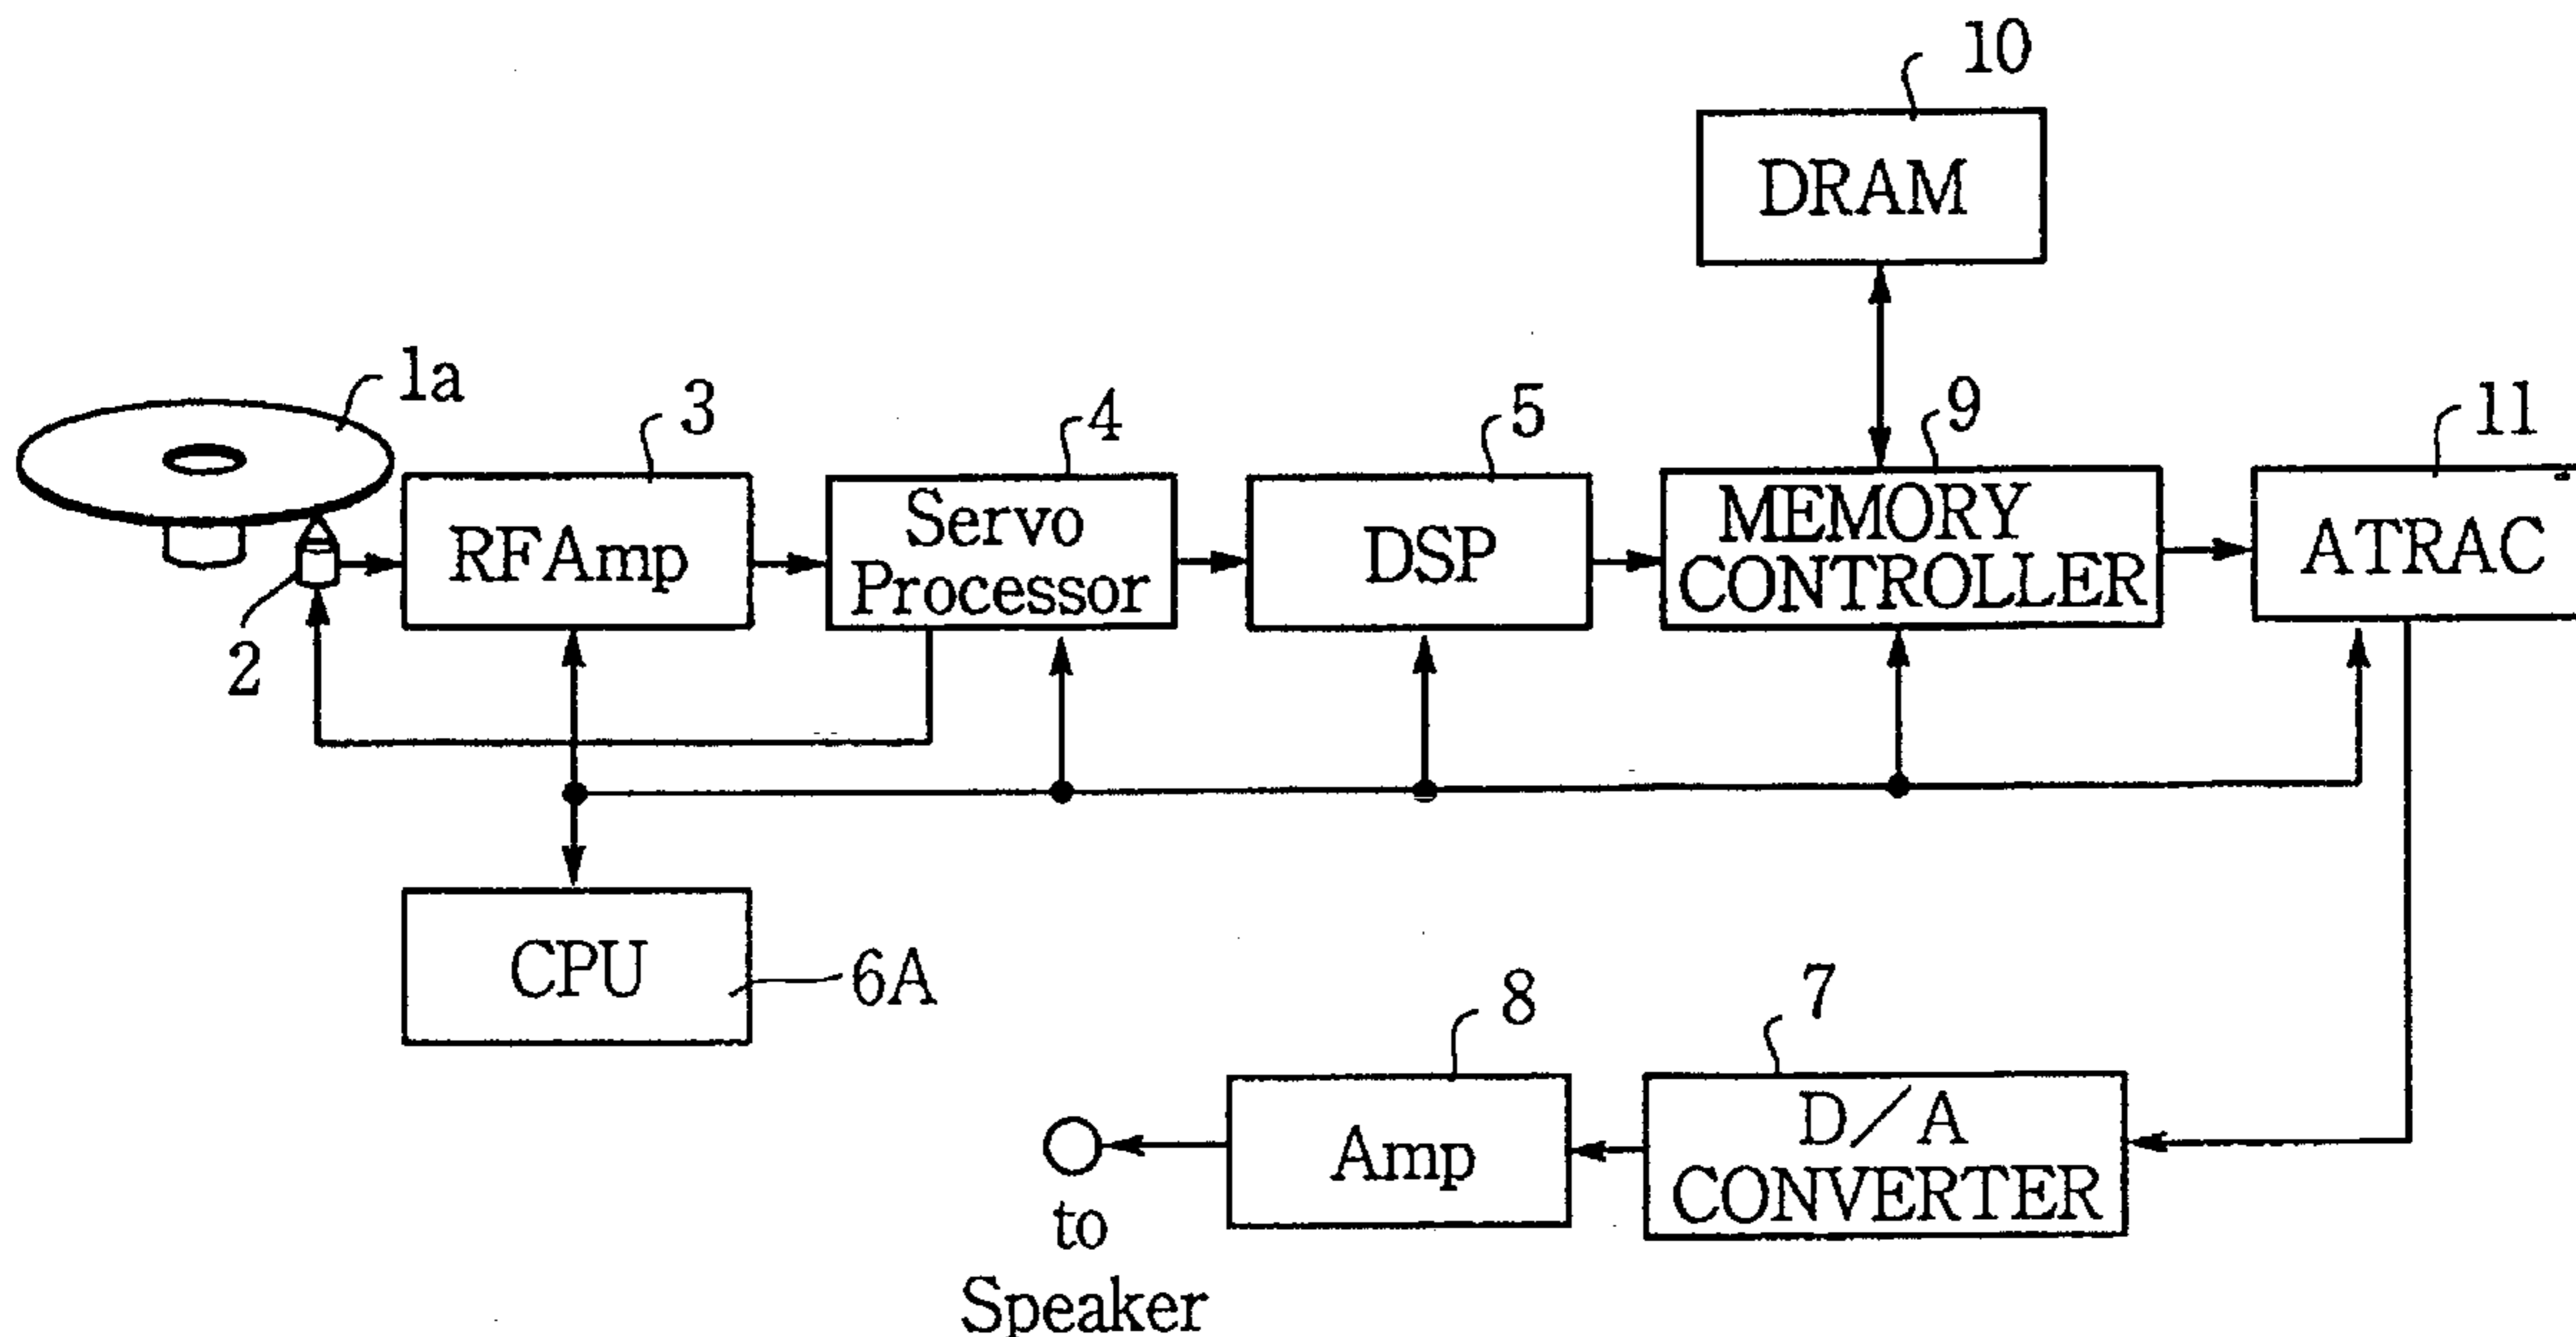 10
DRAM
1a
3
4
5
9
11
RFAmp
Servo
Processor
DSP
MEMORY
CONTROLLER
ATRAC
2
CPU
6A
8
7
Amp
D/A
CONVERTER
to
Speaker